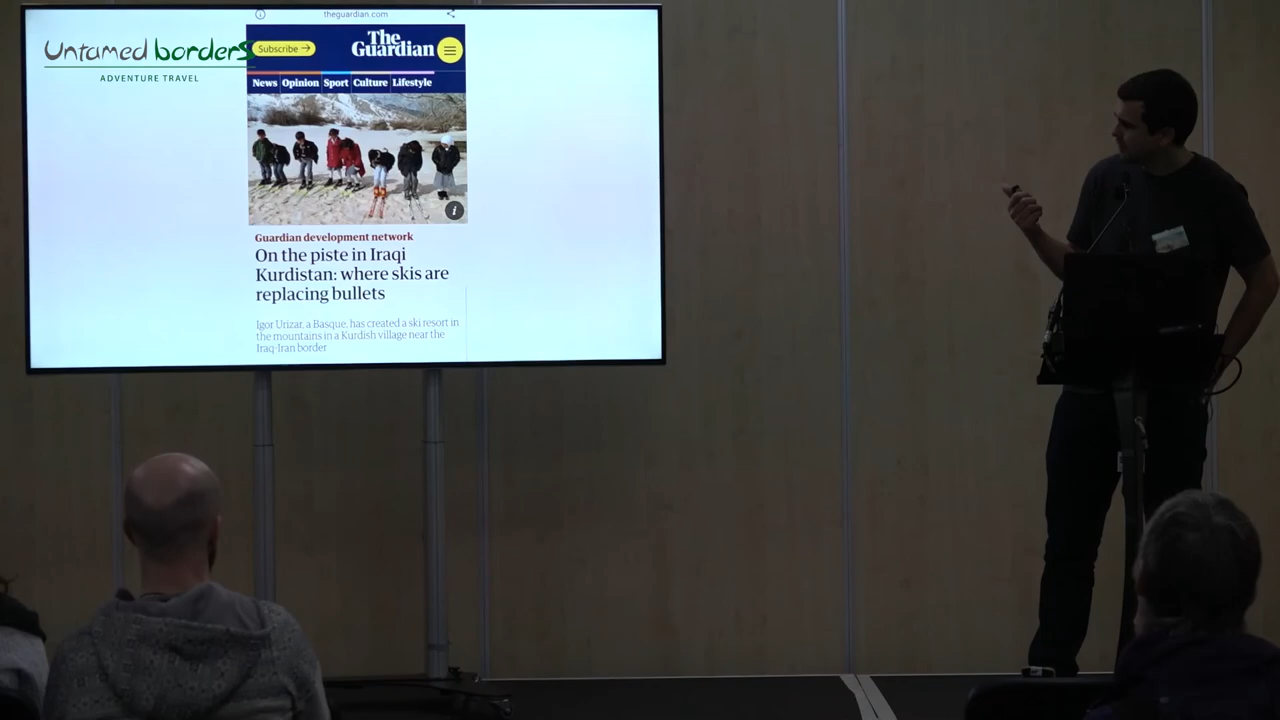 theguardian.com
Untamed borders
ADVENTURE TRAVEL
Subscribe →
The
Guardian
News Opinion Sport Culture Lifestyle
i
Guardian development network
On the piste in Iraqi
Kurdistan: where skis are
replacing bullets
Igor Urizar, a Basque, has created a ski resort in
the mountains in a Kurdish village near the
Iraq-Iran border